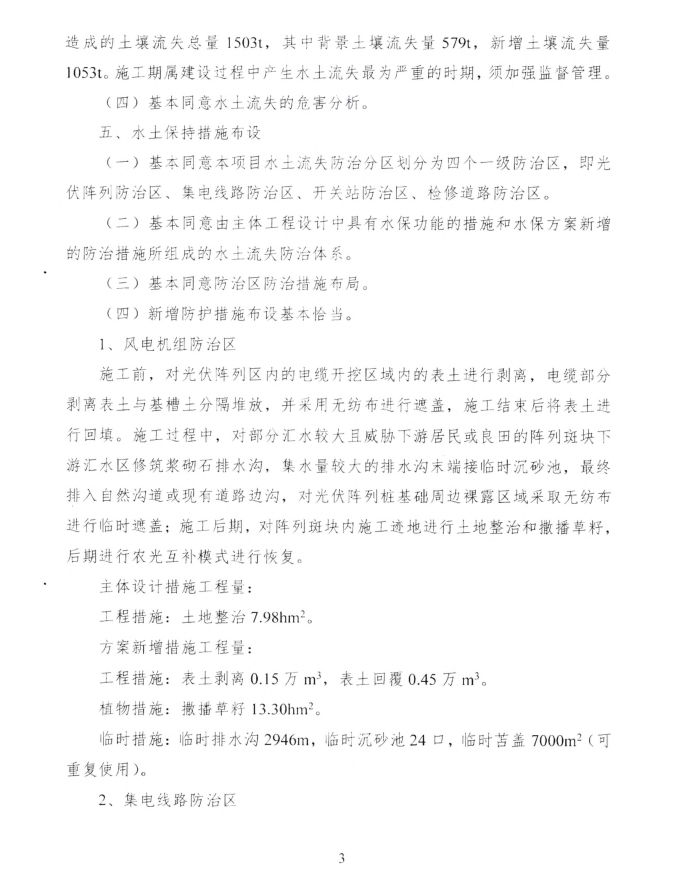 造成的土壤流失总量 1503t，其中背景土壤流失量 579t，新增土壤流失量
1053t。施工期属建设过程中产生水土流失最为严重的时期，须加强监督管理。
（四）基本同意水土流失的危害分析。
五、水土保持措施布设
（一）基本同意本项目水土流失防治分区划分为四个一级防治区，即光
伏阵列防治区、集电线路防治区、开关站防治区、检修道路防治区。
（二）基本同意由主体工程设计中具有水保功能的措施和水保方案新增
的防治措施所组成的水土流失防治体系。
（三）基本同意防治区防治措施布局。
（四）新增防护措施布设基本恰当。
1、风电机组防治区
施工前，对光伏阵列区内的电缆开挖区域内的表土进行剥离，电缆部分
剥离表土与基槽土分隔堆放，并采用无纺布进行遮盖，施工结束后将表土进
行回填。施工过程中，对部分汇水较大且威胁下游居民或良田的阵列斑块下
游汇水区修筑浆砌石排水沟，集水量较大的排水沟末端接临时沉砂池，最终
排入自然沟道或现有道路边沟，对光伏阵列桩基础周边裸露区域采取无纺布
进行临时遮盖；施工后期，对阵列斑块内施工迹地进行土地整治和撒播草籽，
后期进行农光互补模式进行恢复。
主体设计措施工程量：
工程措施：土地整治 7.98hm²。
方案新增措施工程量：
工程措施：表土剥离 0.15 万 m³，表土回覆 0.45 万 m³。
植物措施：撒播草籽 13.30hm²。
临时措施：临时排水沟 2946m，临时沉砂池 24 口，临时苫盖 7000m²（可
重复使用）。
2、集电线路防治区
3